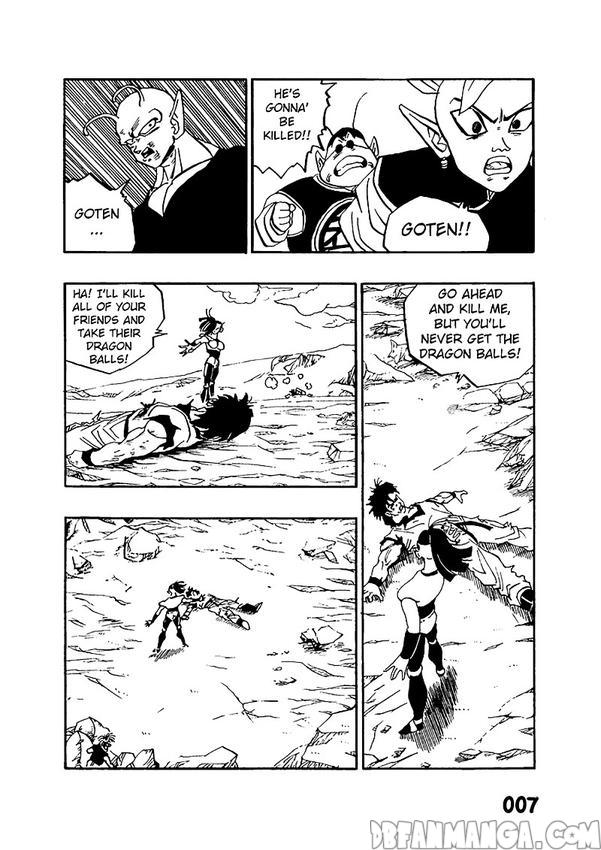 HE'S
GONNA'
BE
KILLED!!
GOTEN!!
GOTEN
...
GO AHEAD
AND KILL ME,
BUT YOU'LL
NEVER GET THE
DRAGON BALLS!
HA! I'LL KILL
ALL OF YOUR
FRIENDS AND
TAKE THEIR
DRAGON
BALLS!
007
DBFANMANGA.COM